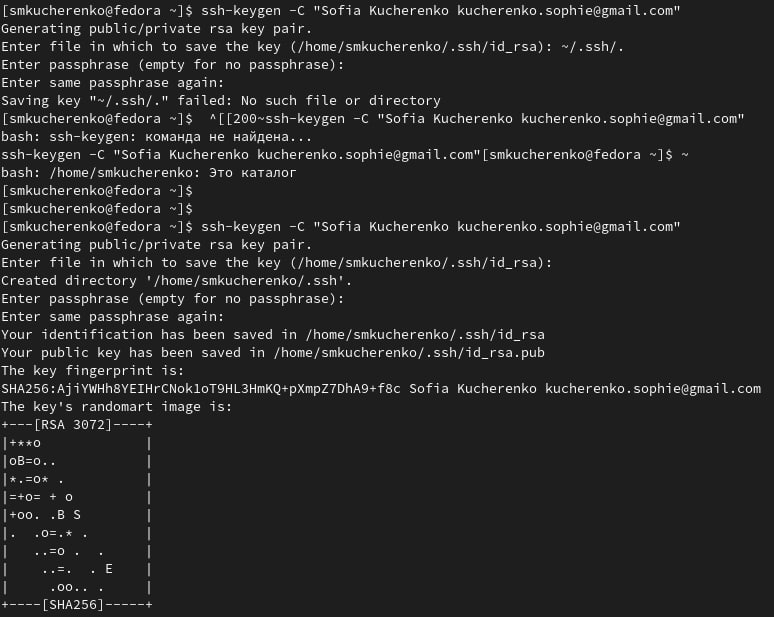 [smkucherenko@fedora ~]$ ssh-keygen -C "Sofia Kucherenko kucherenko.sophie@gmail.com"
Generating public/private rsa key pair.
Enter file in which to save the key (/home/smkucherenko/.ssh/id_rsa): ~/.ssh/.
Enter passphrase (empty for no passphrase):
Enter same passphrase again:
Saving key "~/.ssh/." failed: No such file or directory
[smkucherenko@fedora ~]$  ^[[200~ssh-keygen -C "Sofia Kucherenko kucherenko.sophie@gmail.com"
bash: ssh-keygen: команда не найдена...
ssh-keygen -C "Sofia Kucherenko kucherenko.sophie@gmail.com"[smkucherenko@fedora ~]$ ~
bash: /home/smkucherenko: Это каталог
[smkucherenko@fedora ~]$
[smkucherenko@fedora ~]$
[smkucherenko@fedora ~]$ ssh-keygen -C "Sofia Kucherenko kucherenko.sophie@gmail.com"
Generating public/private rsa key pair.
Enter file in which to save the key (/home/smkucherenko/.ssh/id_rsa):
Created directory '/home/smkucherenko/.ssh'.
Enter passphrase (empty for no passphrase):
Enter same passphrase again:
Your identification has been saved in /home/smkucherenko/.ssh/id_rsa
Your public key has been saved in /home/smkucherenko/.ssh/id_rsa.pub
The key fingerprint is:
SHA256:AjiYWHh8YEIHrCNok1oT9HL3HmKQ+pXmpZ7DhA9+f8c Sofia Kucherenko kucherenko.sophie@gmail.com
The key's randomart image is:
+---[RSA 3072]----+
|+**o             |
|oB=o..           |
|*.=o* .          |
|=+o= + o         |
|+oo. .B S        |
|.  .o=.* .       |
|   ..=o .  .     |
|    ..=.  . E    |
|     .oo.. .     |
+----[SHA256]-----+